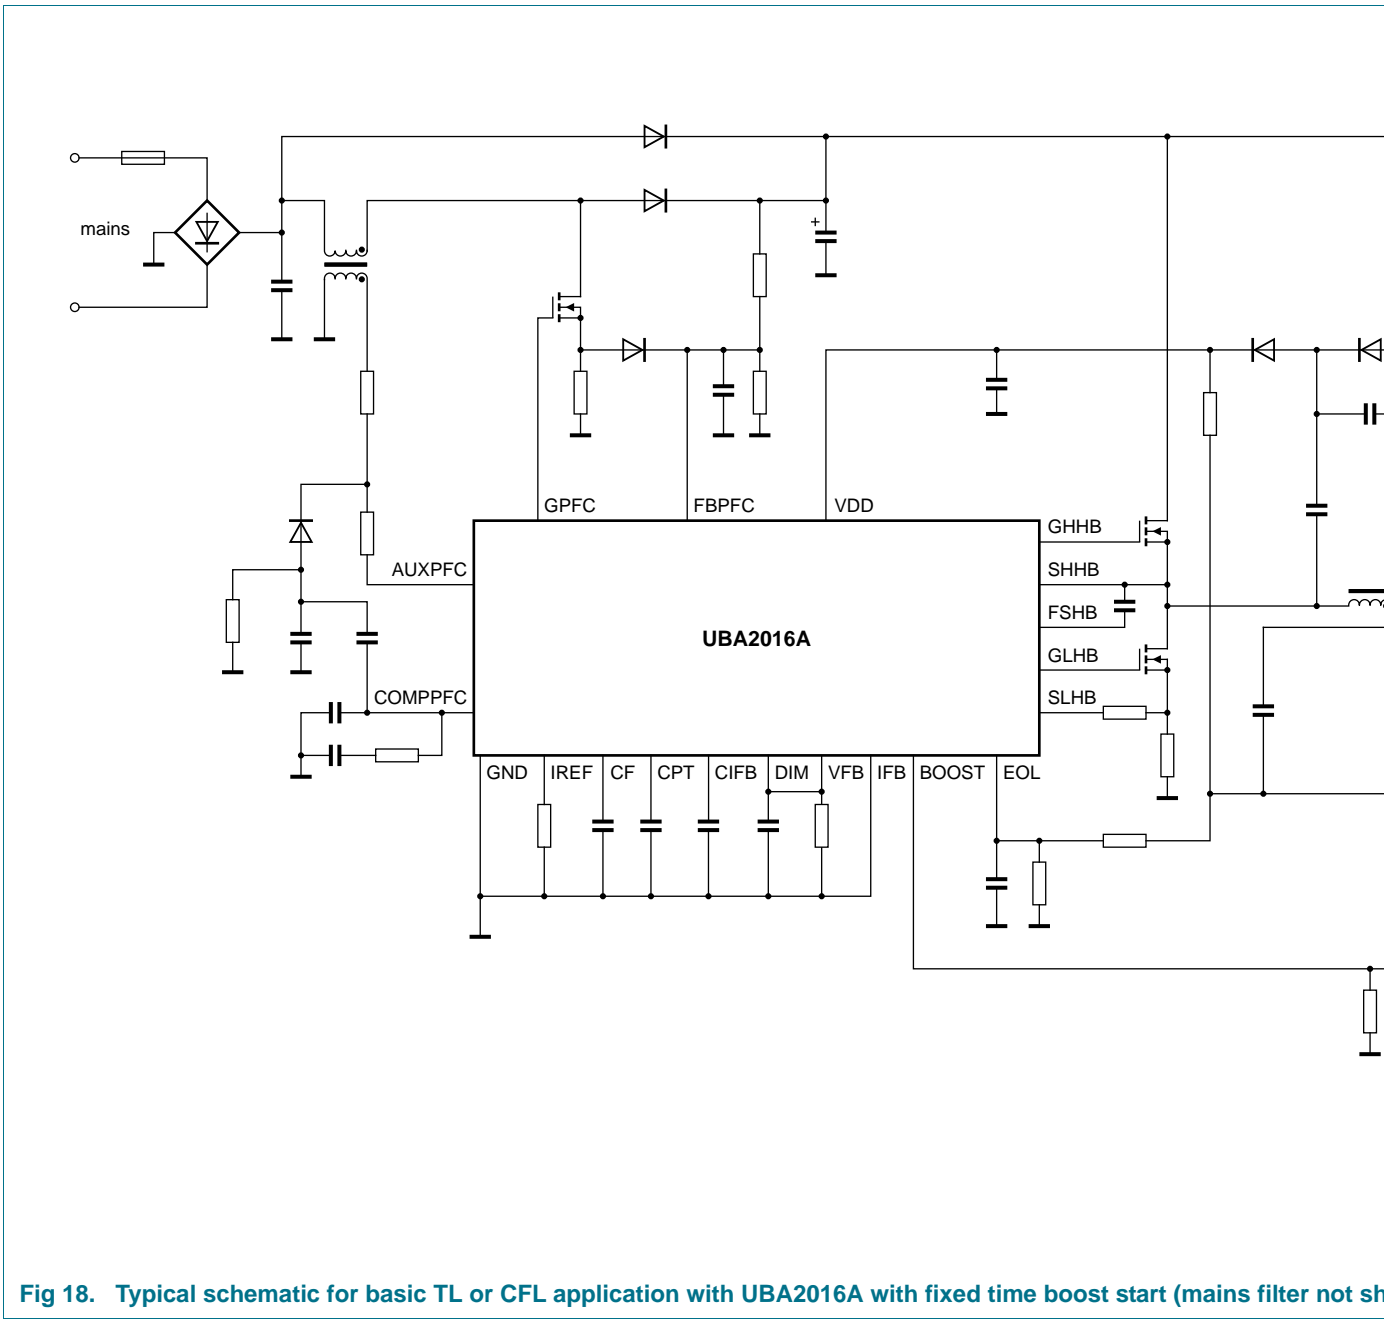 mains
+
GPFC FBPFC VDD
GHHB
AUXPFC SHHB
FSHB
UBA2016A
GLHB
COMPPFC SLHB
GND IREF CF CPT CIFB DIM VFB IFB BOOST EOL
Fig 18. Typical schematic for basic TL or CFL application with UBA2016A with fixed time boost start (mains filter not sh